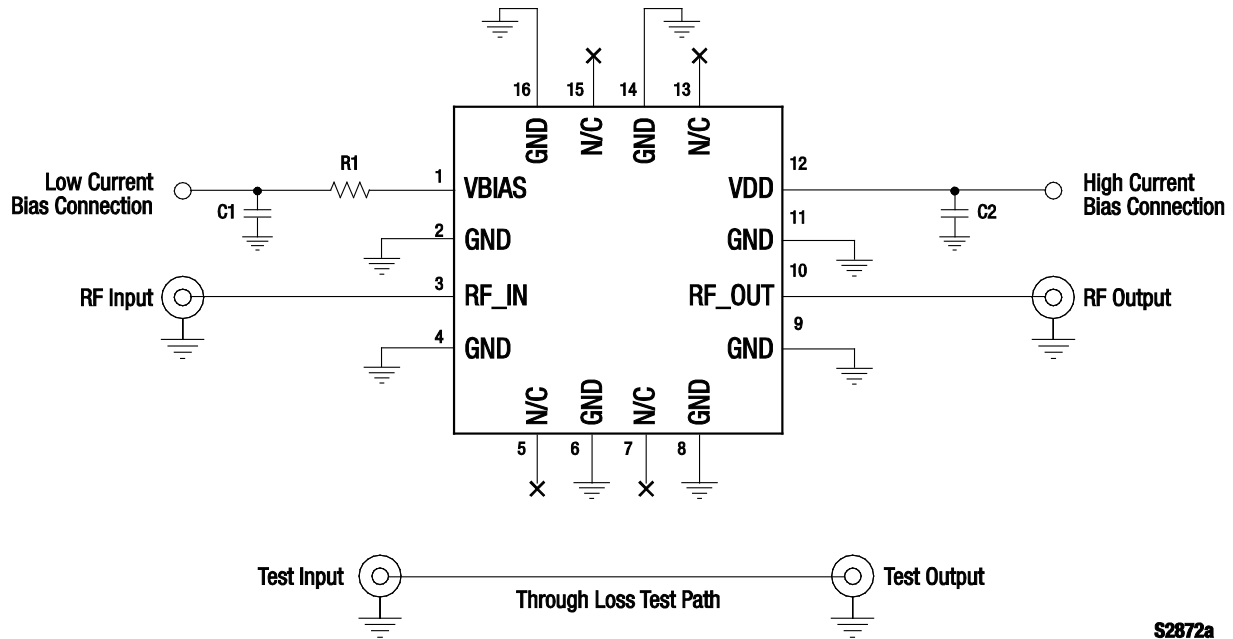 16
15
14
13
GND
N/C
GND
N/C
Low Current
Bias Connection
R1
C1
1
VBIAS
VDD
12
C2
High Current
Bias Connection
2
GND
GND
11
RF Input
3
RF_IN
RF_OUT
10
RF Output
4
GND
GND
9
N/C
GND
N/C
GND
5
6
7
8
Test Input
Through Loss Test Path
Test Output
S2872a